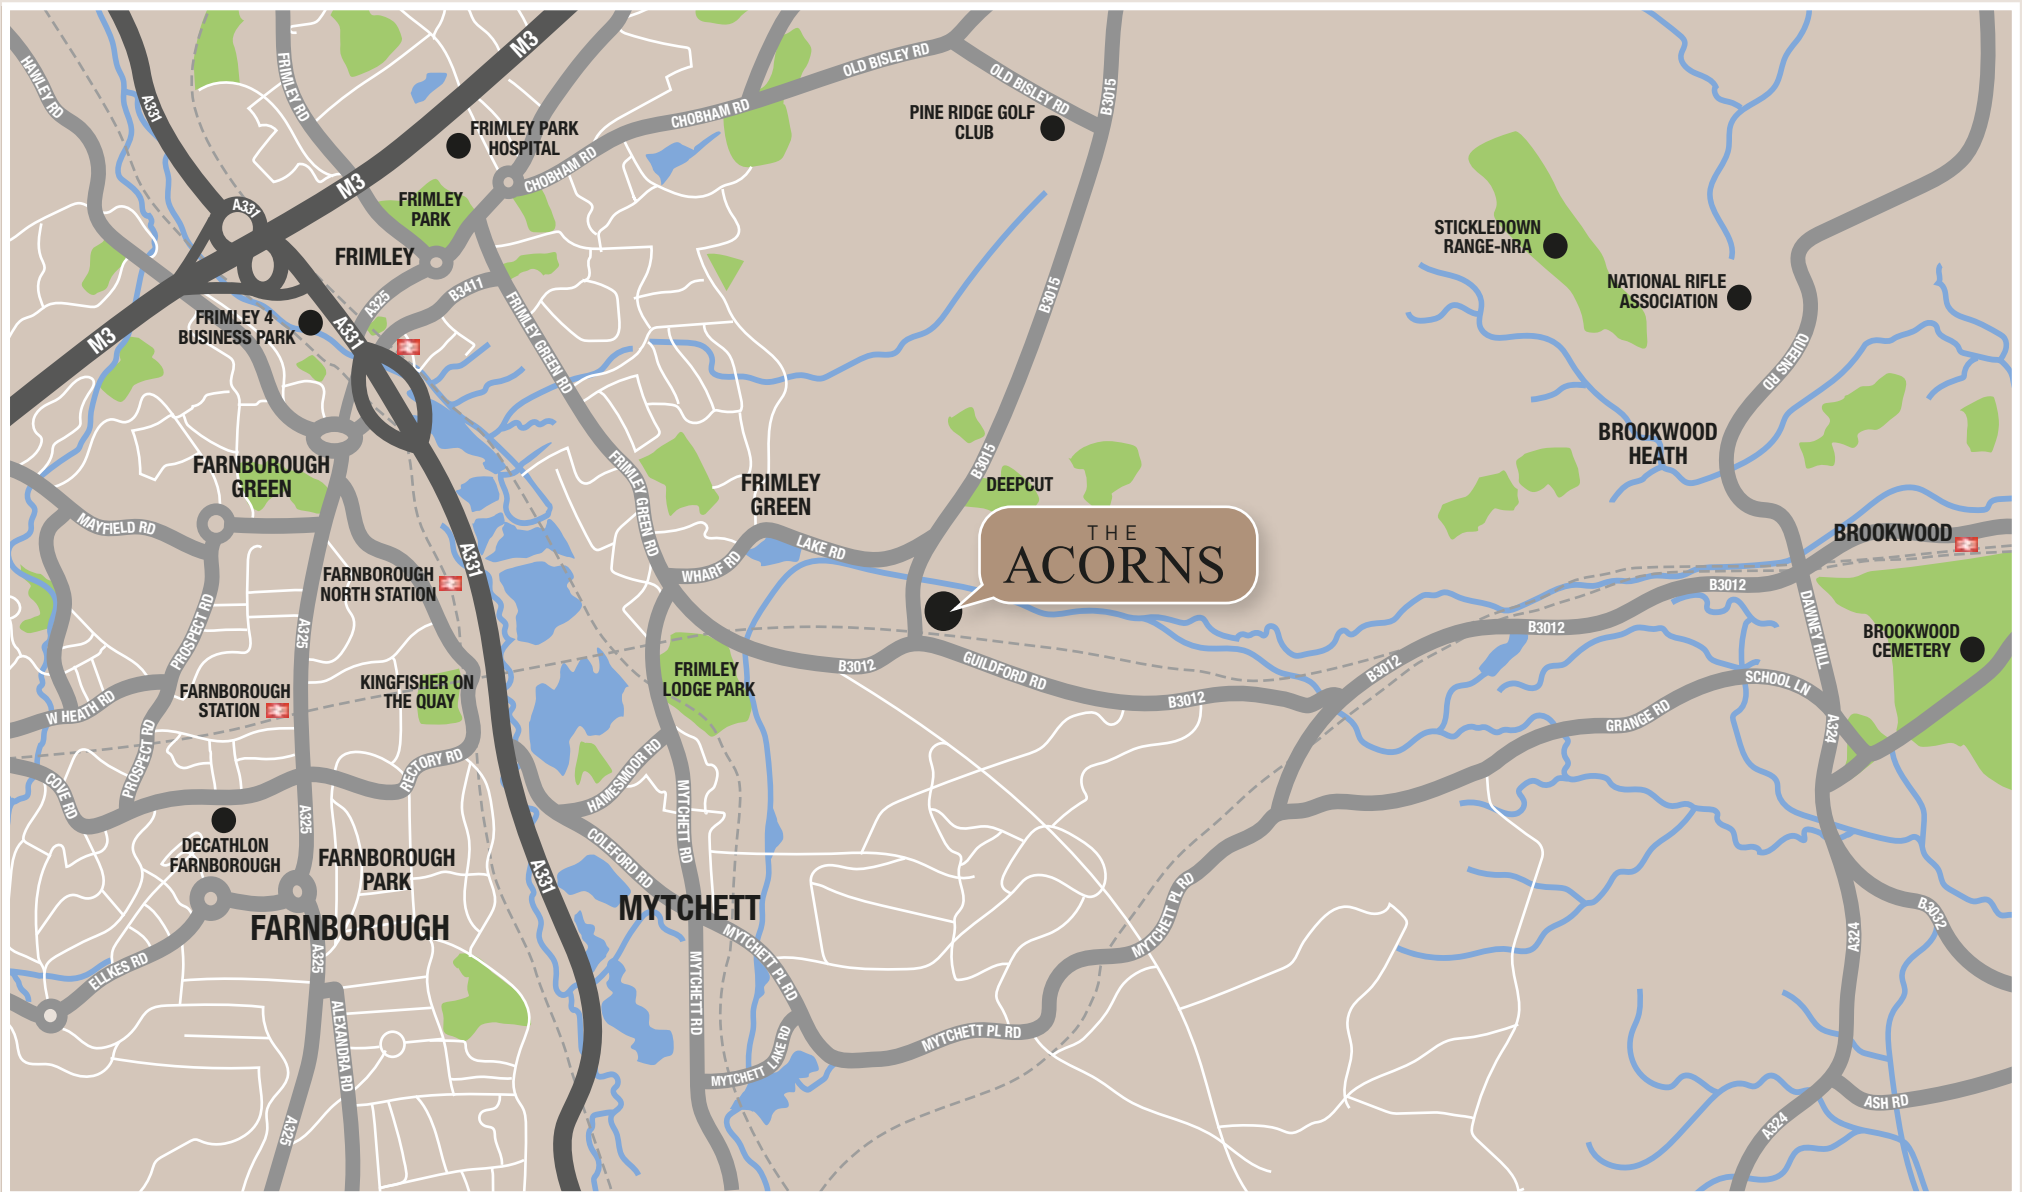 HAWLEY RD
A331
FRIMLEY RD
M3
OLD BISLEY RD
OLD BISLEY RD
B3015
PINE RIDGE GOLF
CLUB
CHOBHAM RD
FRIMLEY PARK
HOSPITAL
CHOBHAM RD
M3
A331
FRIMLEY
PARK
FRIMLEY
STICKLEDOWN
RANGE-NRA
NATIONAL RIFLE
ASSOCIATION
A325
B3411
B3015
FRIMLEY 4
BUSINESS PARK
A331
M3
FRIMLEY GREEN RD
QUEENS RD
BROOKWOOD
HEATH
FARNBOROUGH
GREEN
FRIMLEY GREEN RD
FRIMLEY
GREEN
B3015
DEEPCUT
MAYFIELD RD
A331
WHARF RD
LAKE RD
THE
ACORNS
BROOKWOOD
FARNBOROUGH
NORTH STATION
B3012
PROSPECT RD
A325
B3012
DAWNEY HILL
BROOKWOOD
CEMETERY
W HEATH RD
FARNBOROUGH
STATION
KINGFISHER ON
THE QUAY
FRIMLEY
LODGE PARK
B3012
GUILDFORD RD
B3012
B3012
SCHOOL LN
GRANGE RD
A324
PROSPECT RD
RECTORY RD
COVE RD
HAMESMOOR RD
MYTCHETT RD
A325
DECATHLON
FARNBOROUGH
FARNBOROUGH
PARK
COLEFORD RD
A331
MYTCHETT
FARNBOROUGH
MYTCHETT PL RD
MYTCHETT PL RD
B3032
A324
ELLKES RD
A325
MYTCHETT RD
ALEXANDRA RD
MYTCHETT PL RD
MYTCHETT LAKE RD
A325
ASH RD
A324